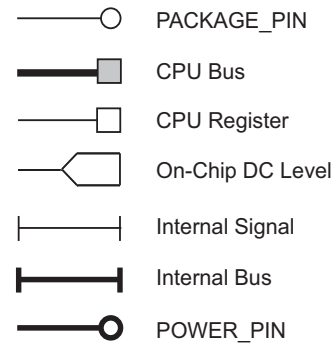 PACKAGE_PIN
CPU Bus
CPU Register
On-Chip DC Level
Internal Signal
Internal Bus
POWER_PIN